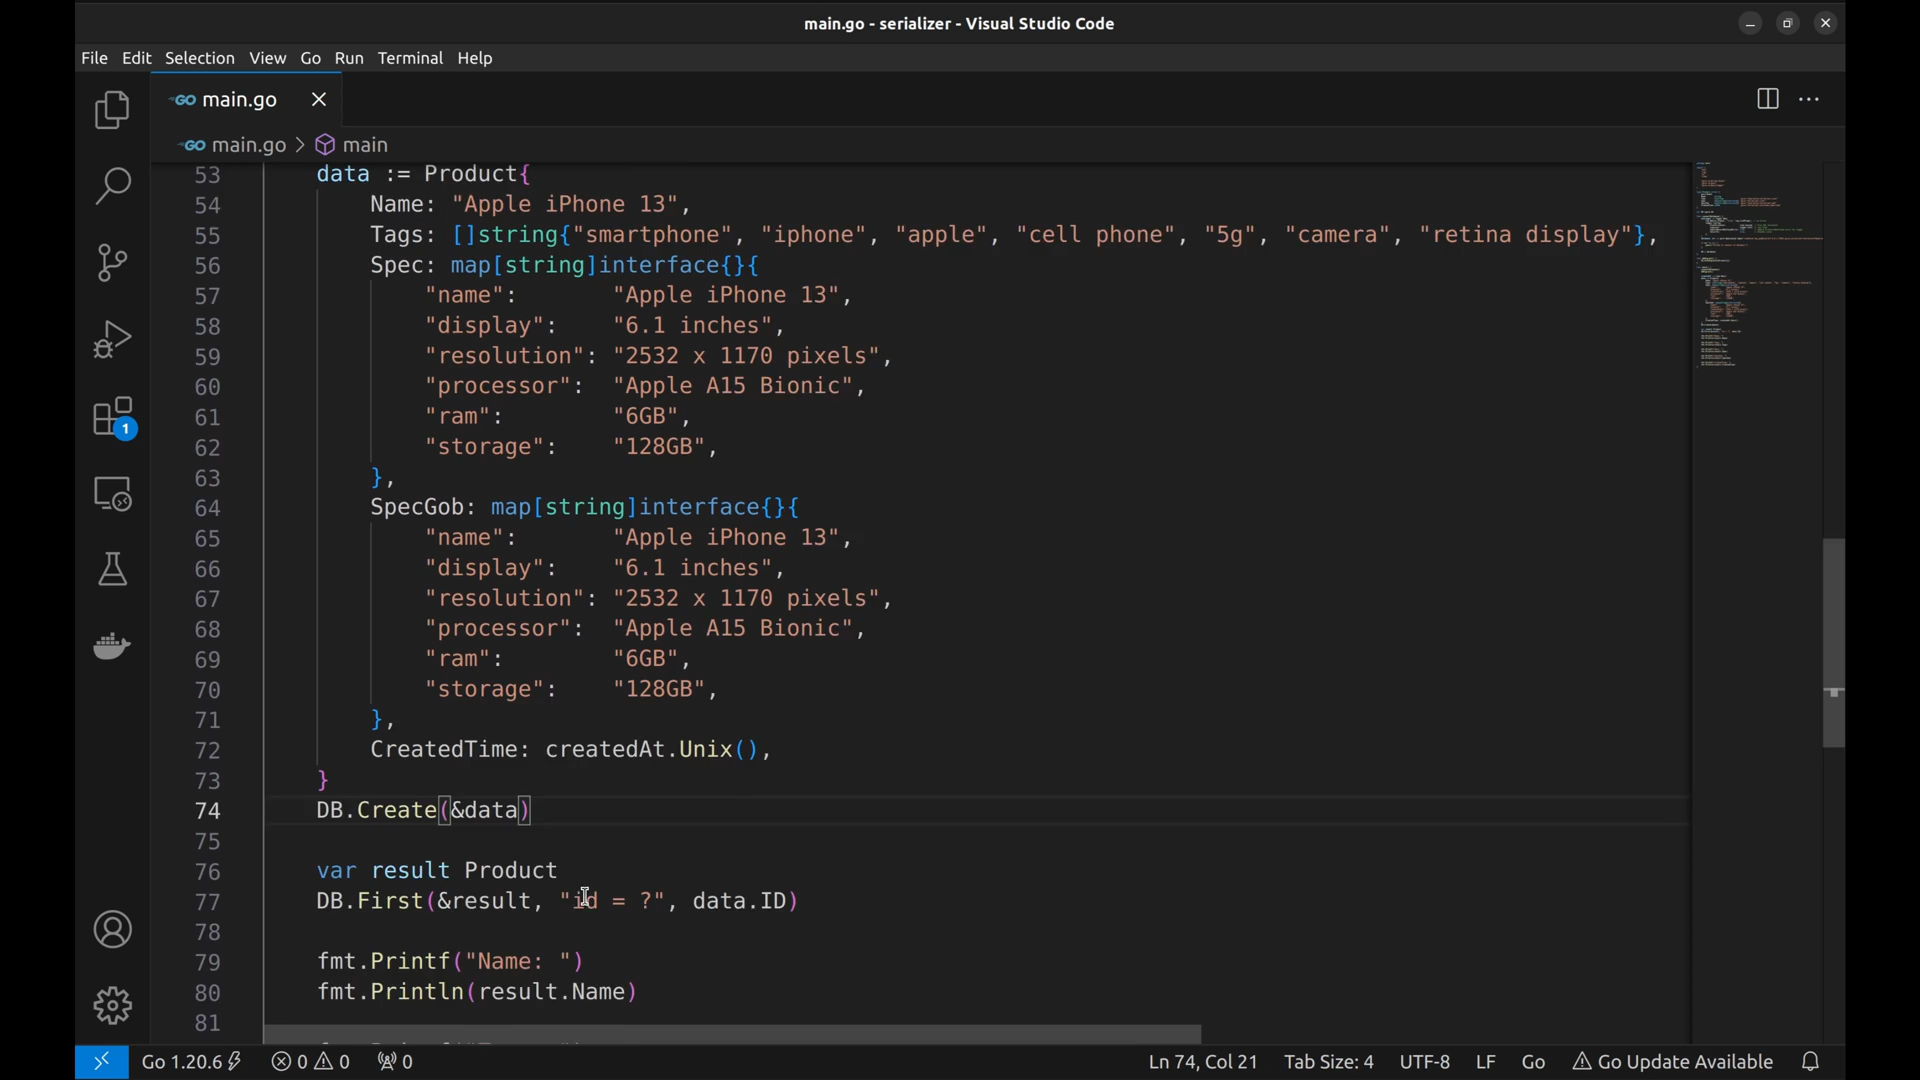 main.go - serializer - Visual Studio Code
File Edit Selection View Go Run Terminal Help
GO main.go
GO main.go > main
53 data := Product{
54 Name: "Apple iPhone 13",
55 Tags: []string{"smartphone", "iphone", "apple", "cell phone", "5g", "camera", "retina display"},
56 Spec: map[string]interface{}{
57 "name": "Apple iPhone 13",
58 "display": "6.1 inches",
59 "resolution": "2532 x 1170 pixels",
60 "processor": "Apple A15 Bionic",
61 "ram": "6GB",
62 "storage": "128GB",
63 },
64 SpecGob: map[string]interface{}{
65 "name": "Apple iPhone 13",
66 "display": "6.1 inches",
67 "resolution": "2532 x 1170 pixels",
68 "processor": "Apple A15 Bionic",
69 "ram": "6GB",
70 "storage": "128GB",
71 },
72 CreatedTime: createdAt.Unix(),
73 }
74 DB.Create(&data)
75
76 var result Product
77 DB.First(&result, "id = ?", data.ID)
78
79 fmt.Printf("Name: ")
80 fmt.Println(result.Name)
81
1
Go 1.20.6 0 0 0 Ln 74, Col 21 Tab Size: 4 UTF-8 LF Go Go Update Available